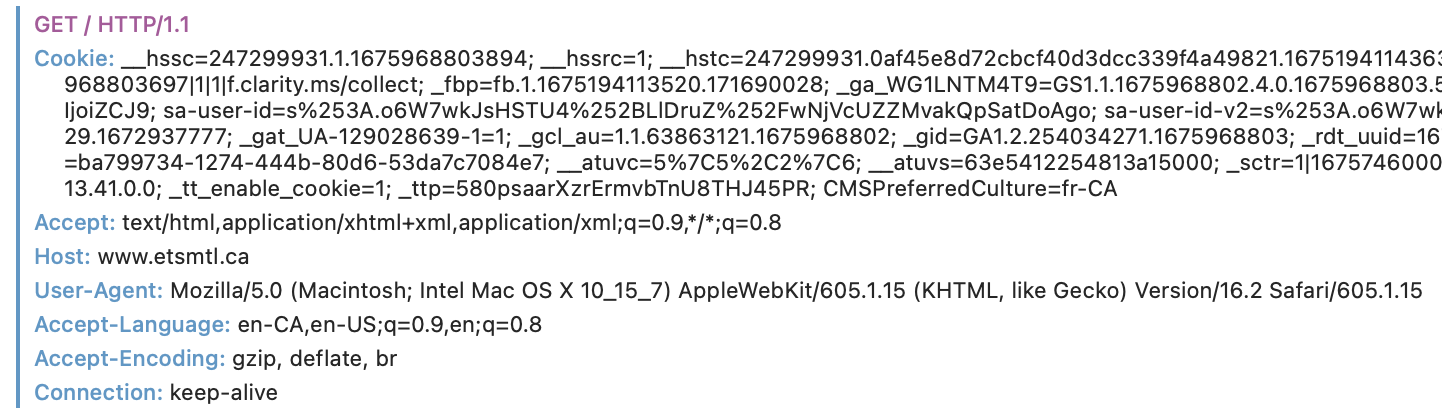 GET / HTTP/1.1
Cookie: __hssc=247299931.1.1675968803894; __hssrc=1; __hstc=247299931.0af45e8d72cbcf40d3dcc339f4a49821.167519411436
968803697|1|1|lf.clarity.ms/collect; _fbp=fb.1.1675194113520.171690028; _ga_WG1LNTM4T9=GS1.1.1675968802.4.0.1675968803.5
ljoiZCJ9; sa-user-id=s%253A.o6W7wkJsHSTU4%252BLlDruZ%252FwNjVcUZZMvakQpSatDoAgo; sa-user-id-v2=s%253A.o6W7wk
29.1672937777; _gat_UA-129028639-1=1; _gcl_au=1.1.63863121.1675968802; _gid=GA1.2.254034271.1675968803; _rdt_uuid=16
=ba799734-1274-444b-80d6-53da7c7084e7; __atuvc=5%7C5%2C2%7C6; __atuvs=63e5412254813a15000; _sctr=1|1675746000
13.41.0.0; _tt_enable_cookie=1; _ttp=580psaarXzrErmvbTnU8THJ45PR; CMSPreferredCulture=fr-CA
Accept: text/html,application/xhtml+xml,application/xml;q=0.9,*/*;q=0.8
Host: www.etsmtl.ca
User-Agent: Mozilla/5.0 (Macintosh; Intel Mac OS X 10_15_7) AppleWebKit/605.1.15 (KHTML, like Gecko) Version/16.2 Safari/605.1.15
Accept-Language: en-CA,en-US;q=0.9,en;q=0.8
Accept-Encoding: gzip, deflate, br
Connection: keep-alive